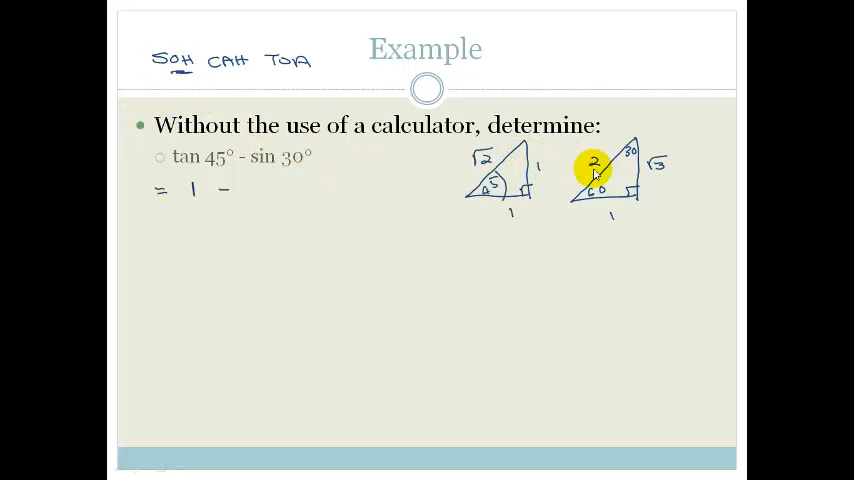 SOH CAH TOA
Example
Without the use of a calculator, determine:
tan 45° - sin 30°
= 1 -
√2 1 45 1
2 30 √3 60 1